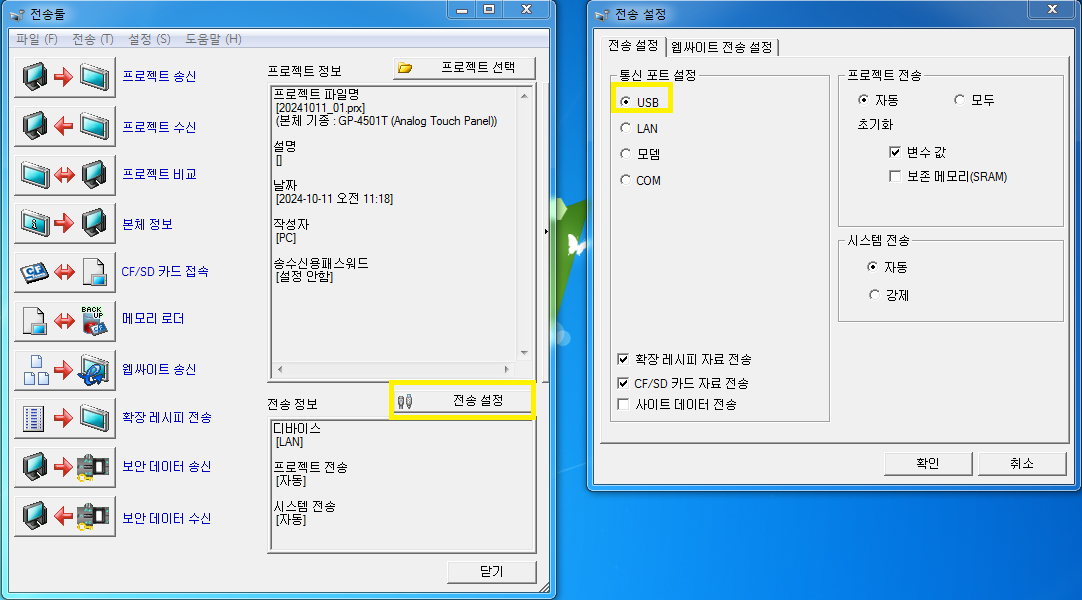 전송툴
파일 (F) 전송 (T) 설정 (S) 도움말 (H)
프로젝트 송신
프로젝트 수신
프로젝트 비교
본체 정보
CF/SD 카드 접속
메모리 로더
웹싸이트 송신
확장 레시피 전송
보안 데이터 송신
보안 데이터 수신
CF
BACK
UP
CF
프로젝트 정보
프로젝트 선택
프로젝트 파일명
[20241011_01.prx]
(본체 기종 : GP-4501T (Analog Touch Panel))
설명
[]
날짜
[2024-10-11 오전 11:18]
작성자
[PC]
송수신용패스워드
[설정 안함]
전송 정보
전송 설정
디바이스
[LAN]
프로젝트 전송
[자동]
시스템 전송
[자동]
닫기
전송 설정
전송 설정
웹싸이트 전송 설정
통신 포트 설정
USB
LAN
모뎀
COM
확장 레시피 자료 전송
CF/SD 카드 자료 전송
사이트 데이터 전송
프로젝트 전송
자동 모두
초기화
변수 값
보존 메모리(SRAM)
시스템 전송
자동
강제
확인
취소